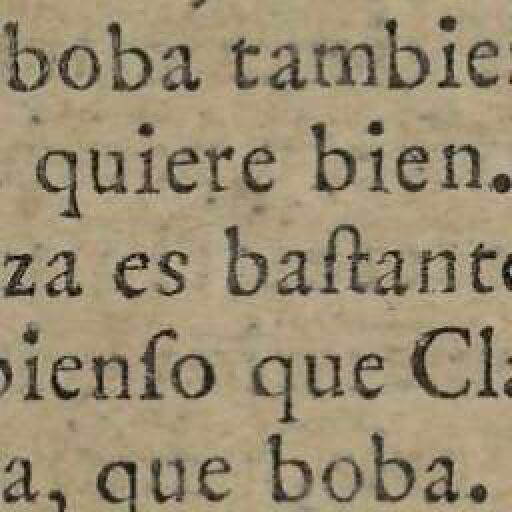 boba tambien
quiere bien.
za es baſtante
pienſo que Cla
a, que boba.